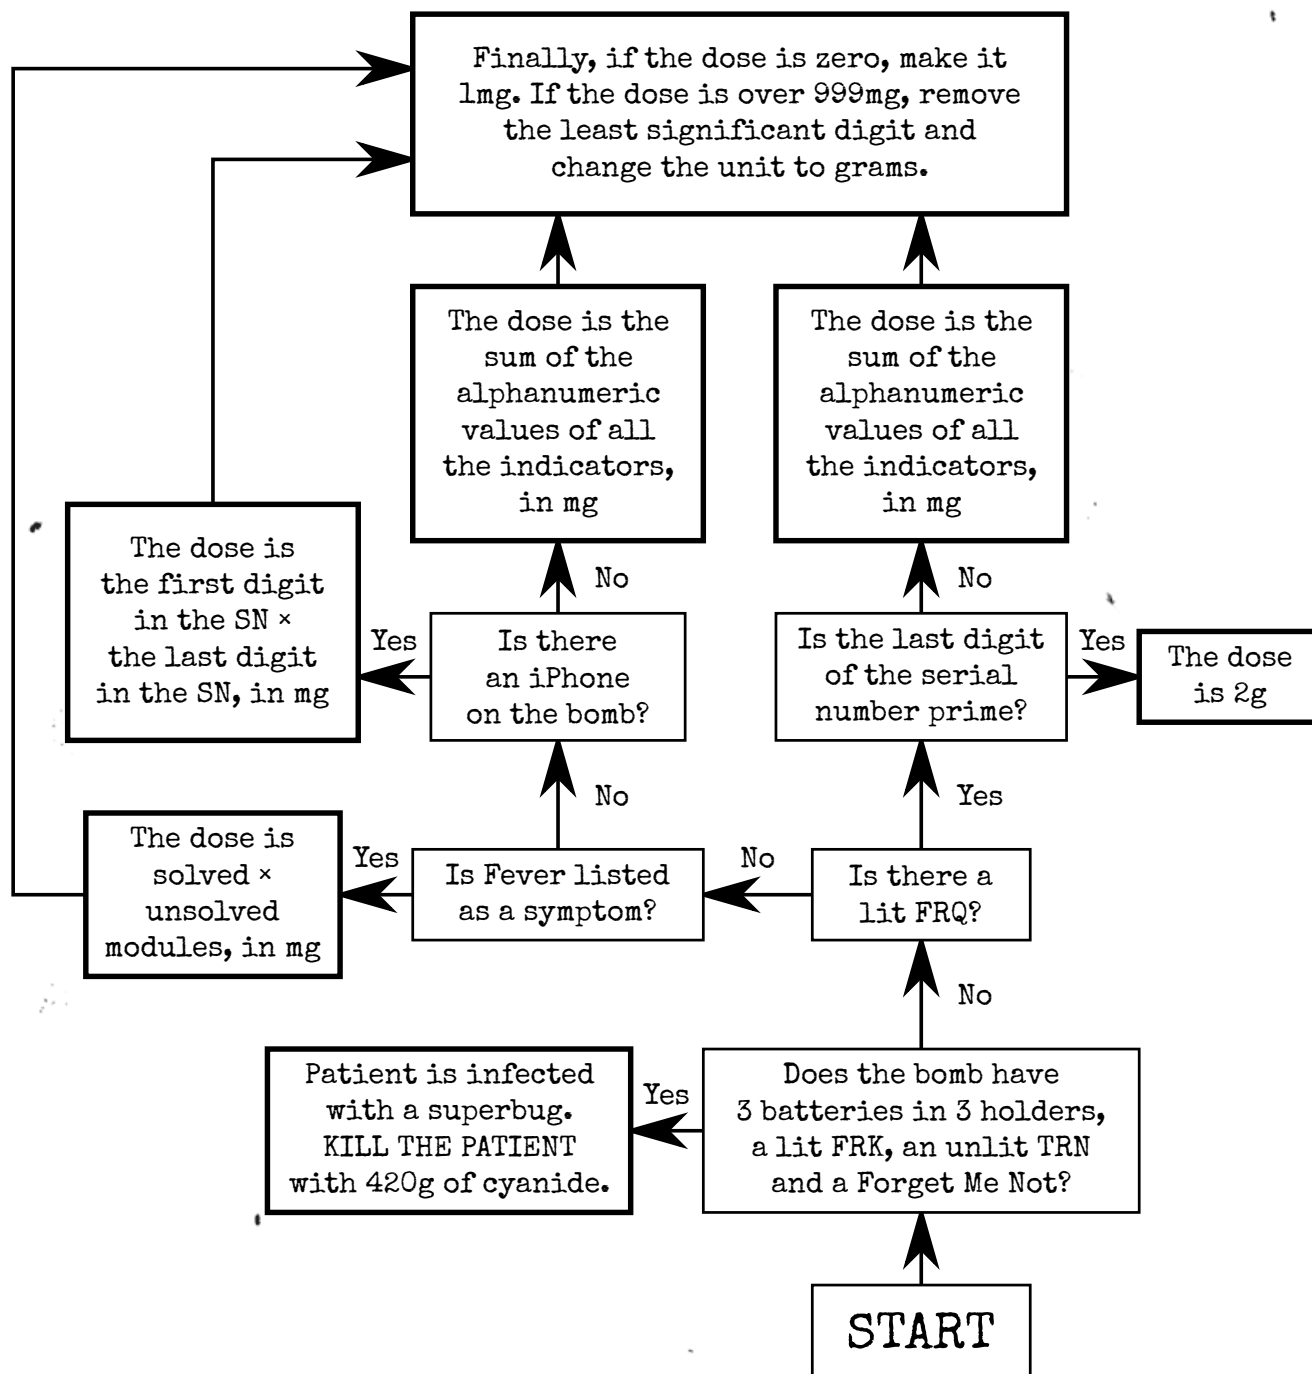 Finally, if the dose is zero, make it
1mg. If the dose is over 999mg, remove
the least significant digit and
change the unit to grams.
The dose is the
sum of the
alphanumeric
values of all
the indicators,
in mg
The dose is the
sum of the
alphanumeric
values of all
the indicators,
in mg
The dose is
the first digit
in the SN ×
the last digit
in the SN, in mg
No
No
Yes
Is there
an iPhone
on the bomb?
Is the last digit
of the serial
number prime?
Yes
The dose
is 2g
No
Yes
The dose is
solved ×
unsolved
modules, in mg
Yes
Is Fever listed
as a symptom?
No
Is there a
lit FRQ?
No
Patient is infected
with a superbug.
KILL THE PATIENT
with 420g of cyanide.
Yes
Does the bomb have
3 batteries in 3 holders,
a lit FRK, an unlit TRN
and a Forget Me Not?
START